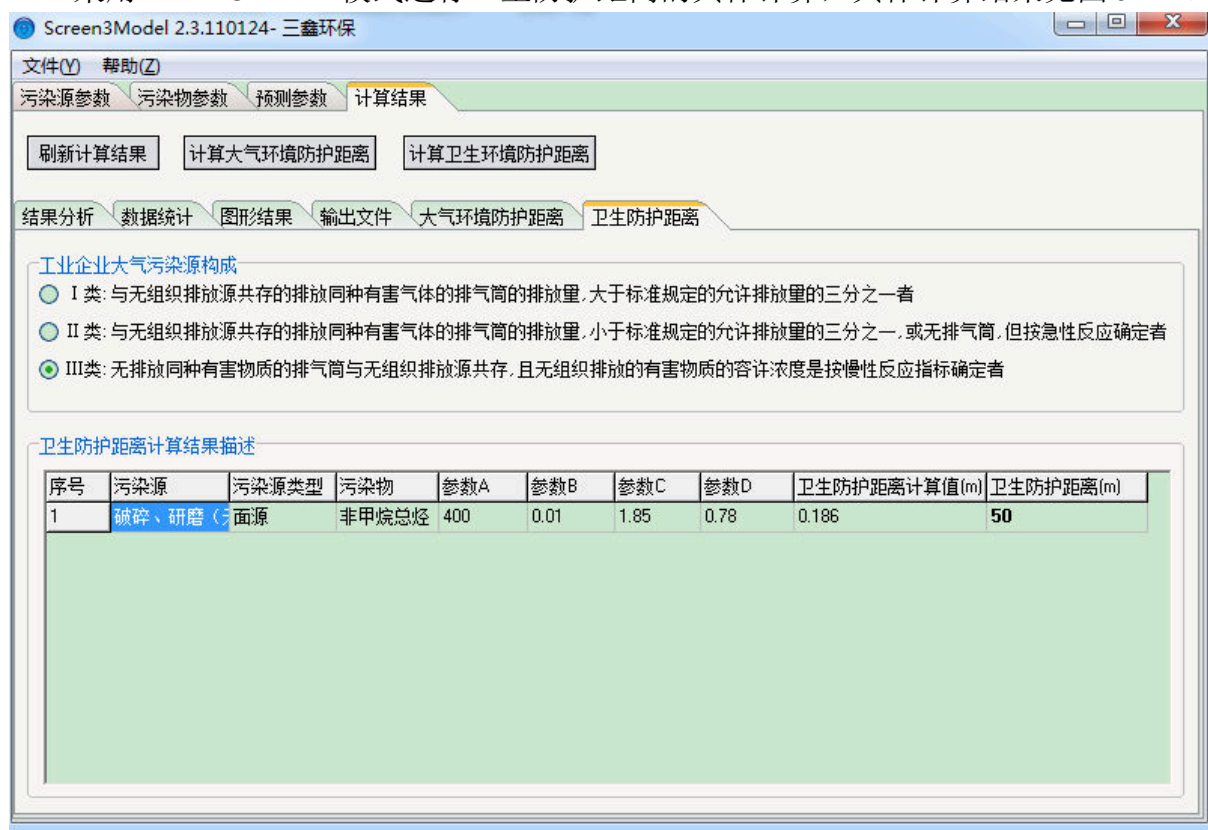 Screen3Model 2.3.110124- 三鑫环保
文件(Y) 帮助(Z)
污染源参数 污染物参数 预测参数 计算结果
刷新计算结果 计算大气环境防护距离 计算卫生环境防护距离
结果分析 数据统计 图形结果 输出文件 大气环境防护距离 卫生防护距离
工业企业大气污染源构成
I 类: 与无组织排放源共存的排放同种有害气体的排气筒的排放量,大于标准规定的允许排放量的三分之一者
II 类: 与无组织排放源共存的排放同种有害气体的排气筒的排放量,小于标准规定的允许排放量的三分之一,或无排气筒,但按急性反应确定者
III类: 无排放同种有害物质的排气筒与无组织排放源共存,且无组织排放的有害物质的容许浓度是按慢性反应指标确定者
卫生防护距离计算结果描述
序号 污染源 污染源类型 污染物 参数A 参数B 参数C 参数D 卫生防护距离计算值(m) 卫生防护距离(m)
1 破碎、研磨( 面源 非甲烷总烃 400 0.01 1.85 0.78 0.186 50